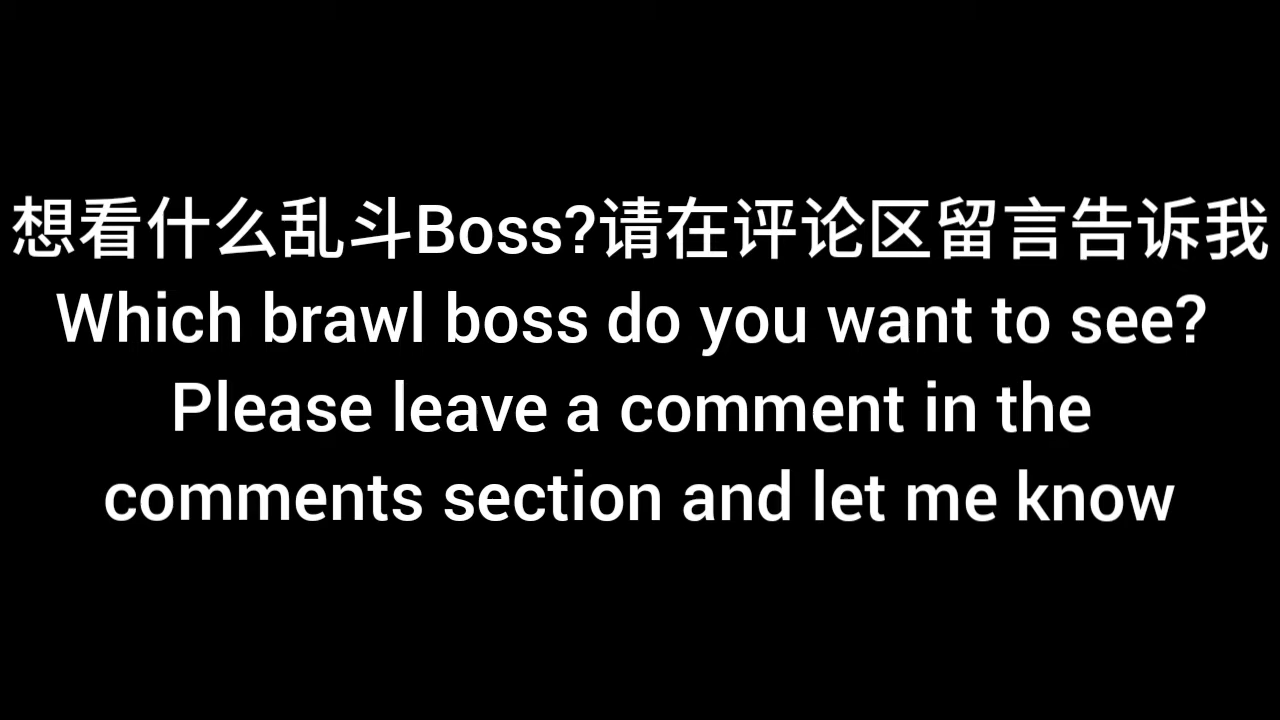 想看什么乱斗Boss?请在评论区留言告诉我
Which brawl boss do you want to see?
Please leave a comment in the
comments section and let me know